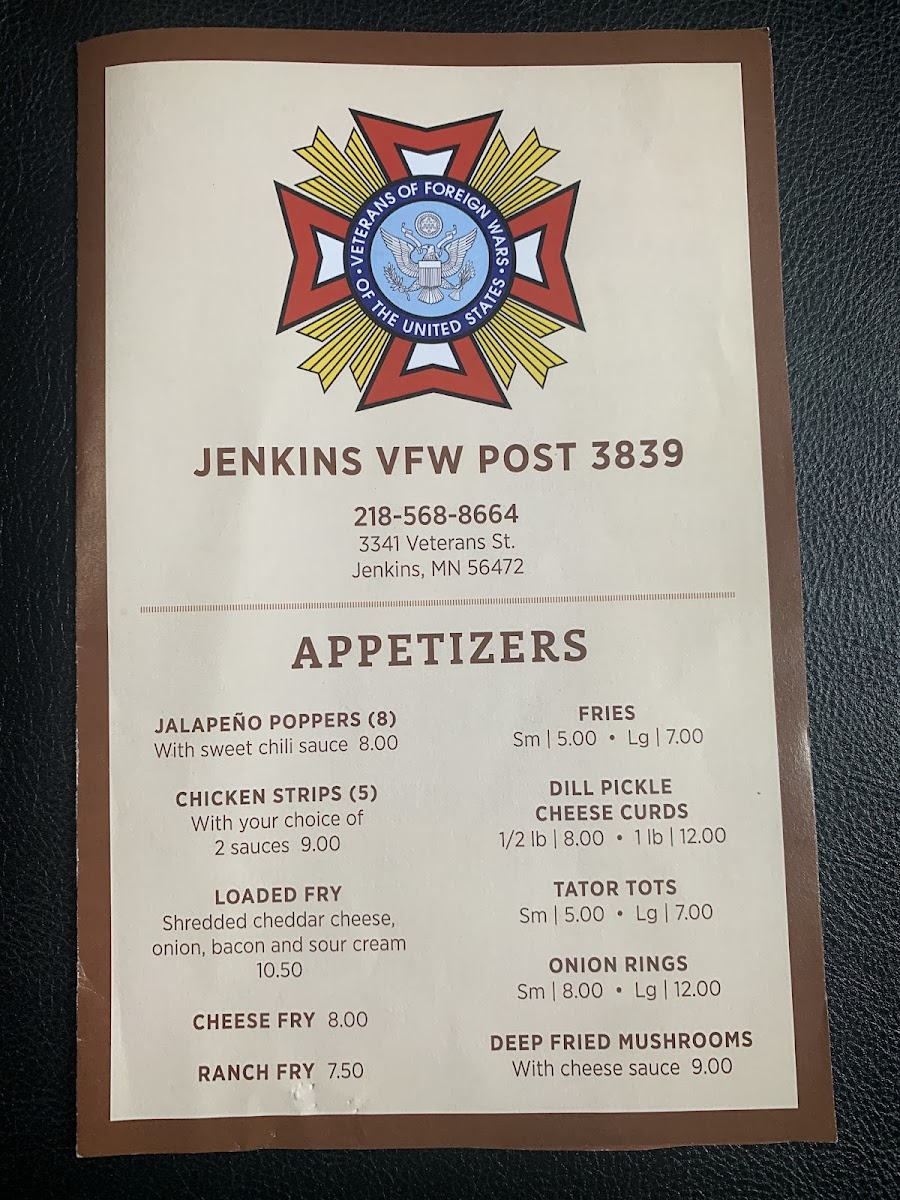 VETERANS OF FOREIGN WARS
OF THE UNITED STATES
JENKINS VFW POST 3839
218-568-8664
3341 Veterans St.
Jenkins, MN 56472
APPETIZERS
JALAPEÑO POPPERS (8)
With sweet chili sauce 8.00
CHICKEN STRIPS (5)
With your choice of
2 sauces 9.00
LOADED FRY
Shredded cheddar cheese,
onion, bacon and sour cream
10.50
CHEESE FRY 8.00
RANCH FRY 7.50
FRIES
Sm | 5.00 • Lg | 7.00
DILL PICKLE
CHEESE CURDS
1/2 lb | 8.00 • 1 lb | 12.00
TATOR TOTS
Sm | 5.00 • Lg | 7.00
ONION RINGS
Sm | 8.00 • Lg | 12.00
DEEP FRIED MUSHROOMS
With cheese sauce 9.00